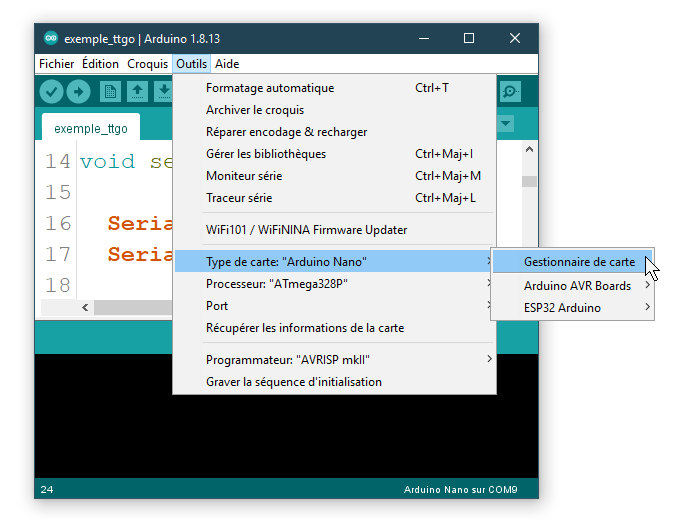 exemple_ttgo | Arduino 1.8.13
Fichier Édition Croquis Outils Aide
exemple_ttgo
14 void se
15
16 Seria
17 Seria
18
Formatage automatique Ctrl+T
Archiver le croquis
Réparer encodage & recharger
Gérer les bibliothèques Ctrl+Maj+I
Moniteur série Ctrl+Maj+M
Traceur série Ctrl+Maj+L
WiFi101 / WiFiNINA Firmware Updater
Type de carte: "Arduino Nano"
Processeur: "ATmega328P"
Port
Récupérer les informations de la carte
Programmateur: "AVRISP mkII"
Graver la séquence d'initialisation
Gestionnaire de carte
Arduino AVR Boards
ESP32 Arduino
24 Arduino Nano sur COM9